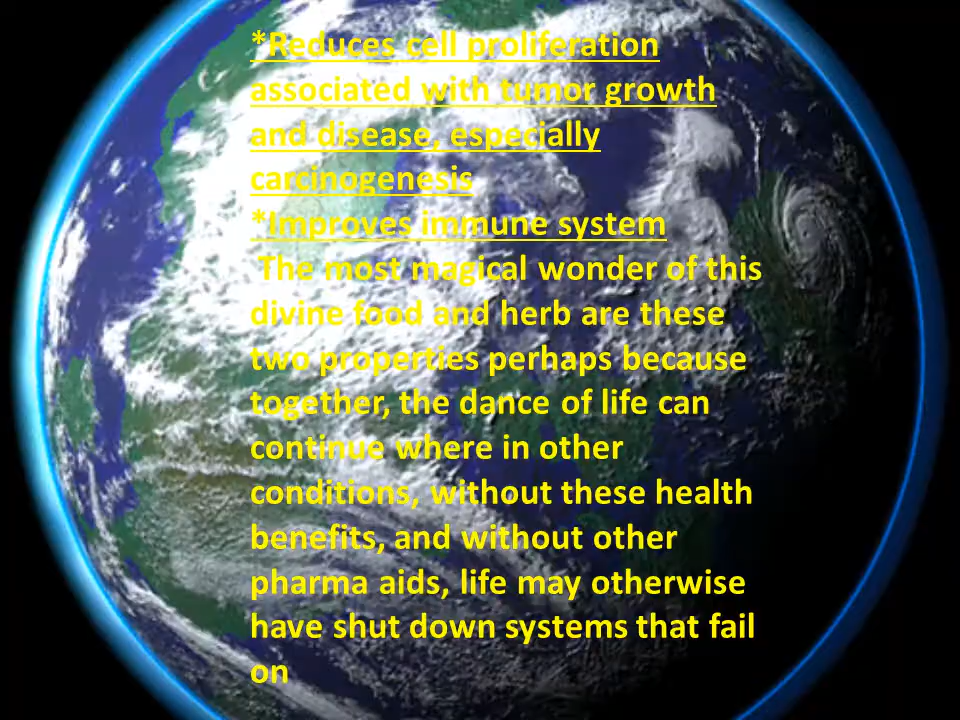 *Reduces cell proliferation
associated with tumor growth
and disease, especially
carcinogenesis
*Improves immune system
The most magical wonder of this
divine food and herb are these
two properties perhaps because
together, the dance of life can
continue where in other
conditions, without these health
benefits, and without other
pharma aids, life may otherwise
have shut down systems that fail
on